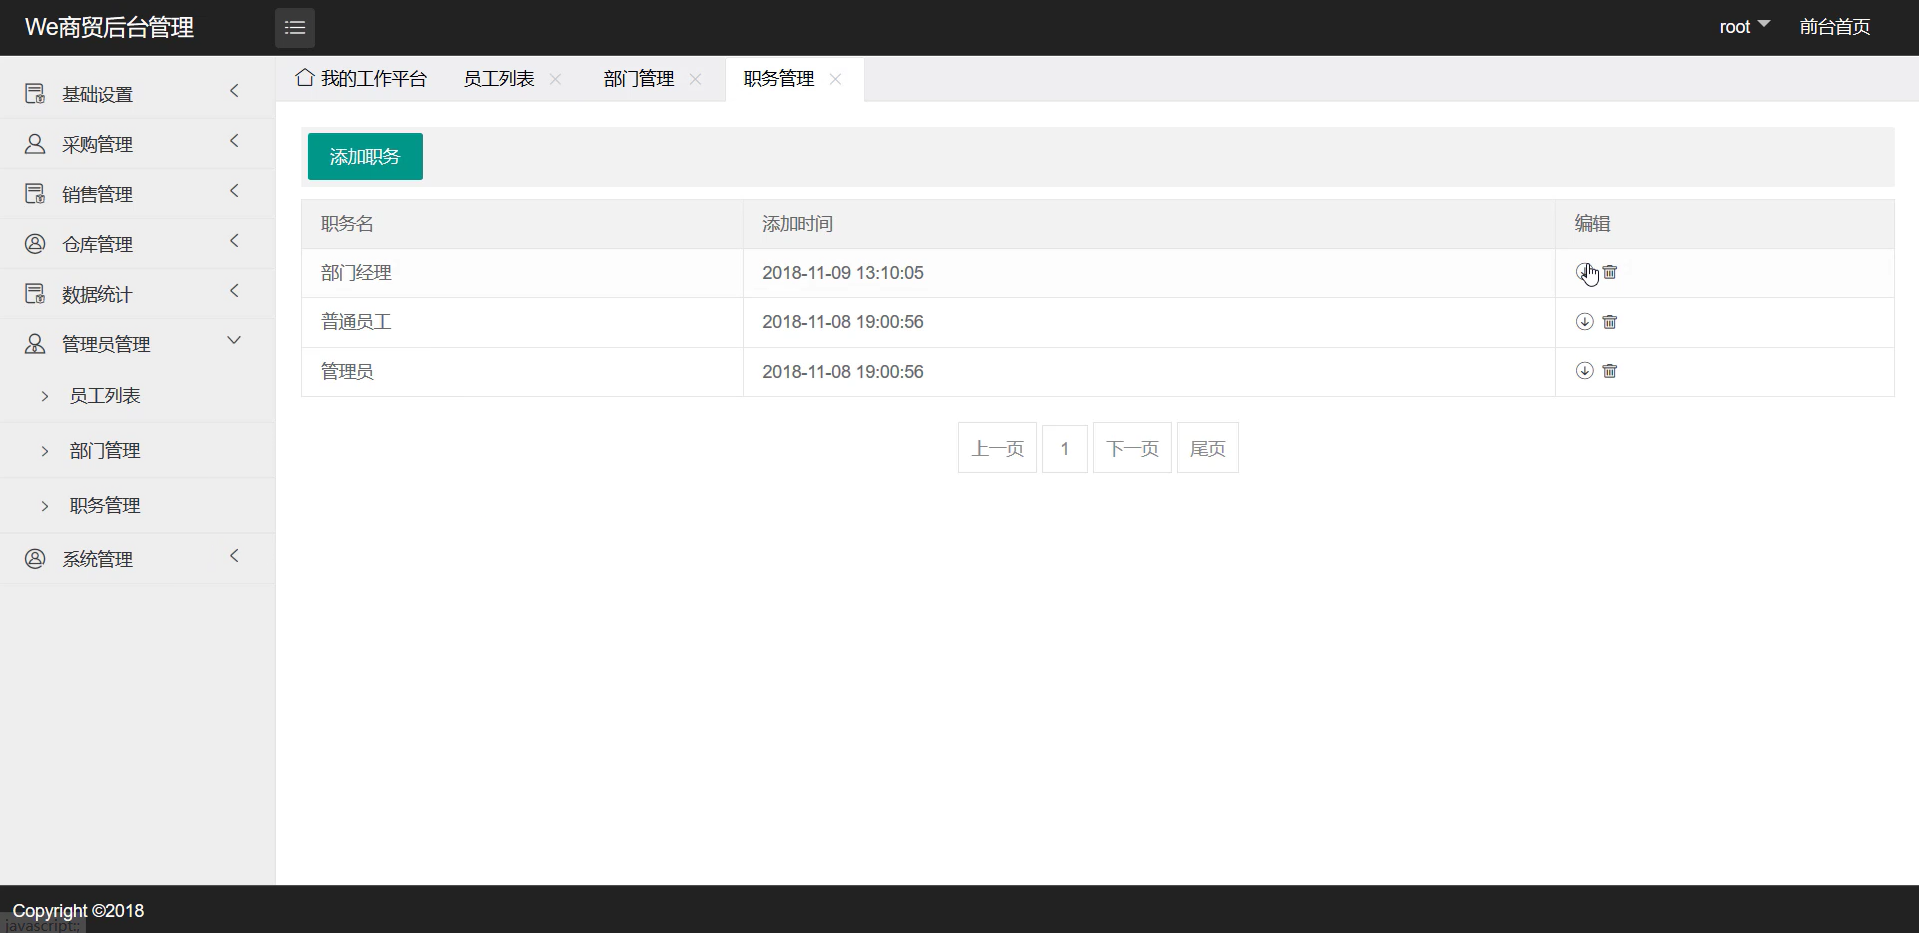 We商贸后台管理
root 前台首页
我的工作平台 员工列表 部门管理 职务管理
基础设置
采购管理
销售管理
仓库管理
数据统计
管理员管理
员工列表
部门管理
职务管理
系统管理
添加职务
职务名 添加时间 编辑
部门经理 2018-11-09 13:10:05
普通员工 2018-11-08 19:00:56
管理员 2018-11-08 19:00:56
上一页 1 下一页 尾页
Copyright ©2018
javascript:;